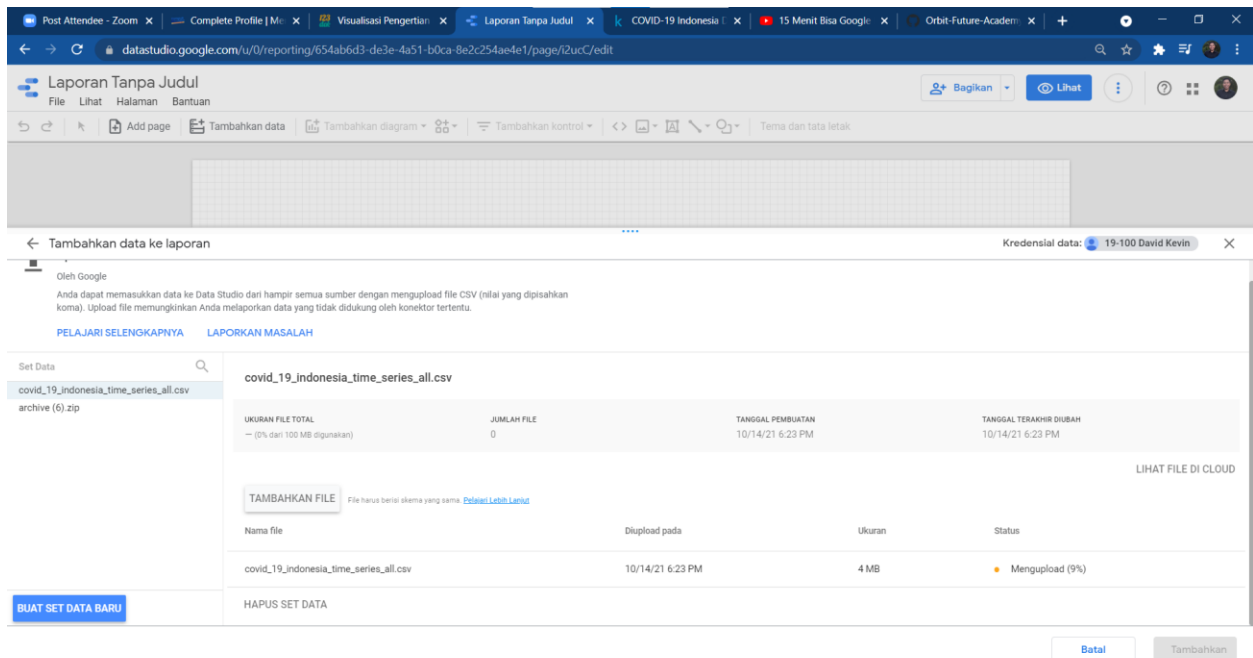 Post Attendee - Zoom
Complete Profile | Me
Visualisasi Pengertian
Laporan Tanpa Judul
COVID-19 Indonesia
15 Menit Bisa Google
Orbit-Future-Academ
datastudio.google.com/u/0/reporting/654ab6d3-de3e-4a51-b0ca-8e2c254ae4e1/page/i2ucC/edit
Laporan Tanpa Judul
File Lihat Halaman Bantuan
Bagikan
Lihat
Add page
Tambahkan data
Tambahkan diagram
Tambahkan kontrol
Tema dan tata letak
Tambahkan data ke laporan
Kredensial data: 19-100 David Kevin
Oleh Google
Anda dapat memasukkan data ke Data Studio dari hampir semua sumber dengan mengupload file CSV (nilai yang dipisahkan
koma). Upload file memungkinkan Anda melaporkan data yang tidak didukung oleh konektor tertentu.
PELAJARI SELENGKAPNYA LAPORKAN MASALAH
Set Data
covid_19_indonesia_time_series_all.csv
archive (6).zip
BUAT SET DATA BARU
covid_19_indonesia_time_series_all.csv
UKURAN FILE TOTAL JUMLAH FILE TANGGAL PEMBUATAN TANGGAL TERAKHIR DIUBAH
— (0% dari 100 MB digunakan) 0 10/14/21 6:23 PM 10/14/21 6:23 PM
LIHAT FILE DI CLOUD
TAMBAHKAN FILE File harus berisi skema yang sama. Pelajari Lebih Lanjut
Nama file Diupload pada Ukuran Status
covid_19_indonesia_time_series_all.csv 10/14/21 6:23 PM 4 MB Mengupload (9%)
HAPUS SET DATA
Batal Tambahkan